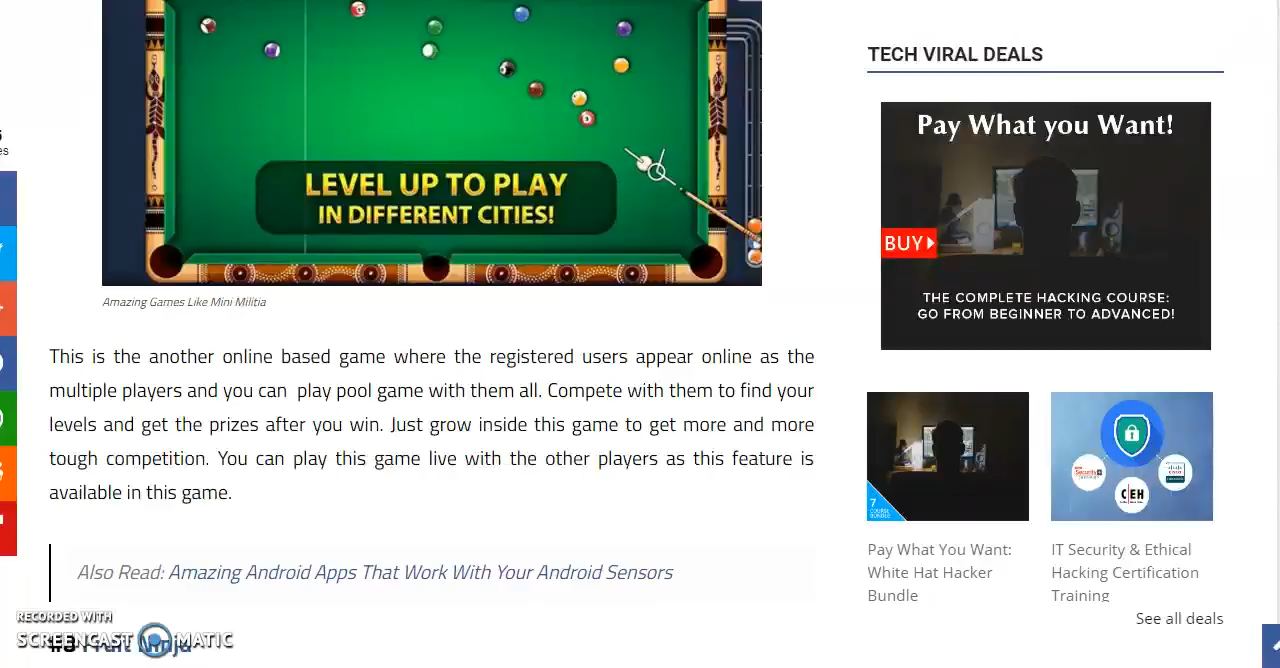 LEVEL UP TO PLAY
IN DIFFERENT CITIES!
Amazing Games Like Mini Militia
This is the another online based game where the registered users appear online as the
multiple players and you can play pool game with them all. Compete with them to find your
levels and get the prizes after you win. Just grow inside this game to get more and more
tough competition. You can play this game live with the other players as this feature is
available in this game.
Also Read: Amazing Android Apps That Work With Your Android Sensors
RECORDED WITH
SCREENCAST MATIC
Fruit Ninja
TECH VIRAL DEALS
Pay What you Want!
BUY
THE COMPLETE HACKING COURSE:
GO FROM BEGINNER TO ADVANCED!
7
COURSE
BUNDLE
CEH
Pay What You Want:
White Hat Hacker
Bundle
IT Security & Ethical
Hacking Certification
Training
See all deals